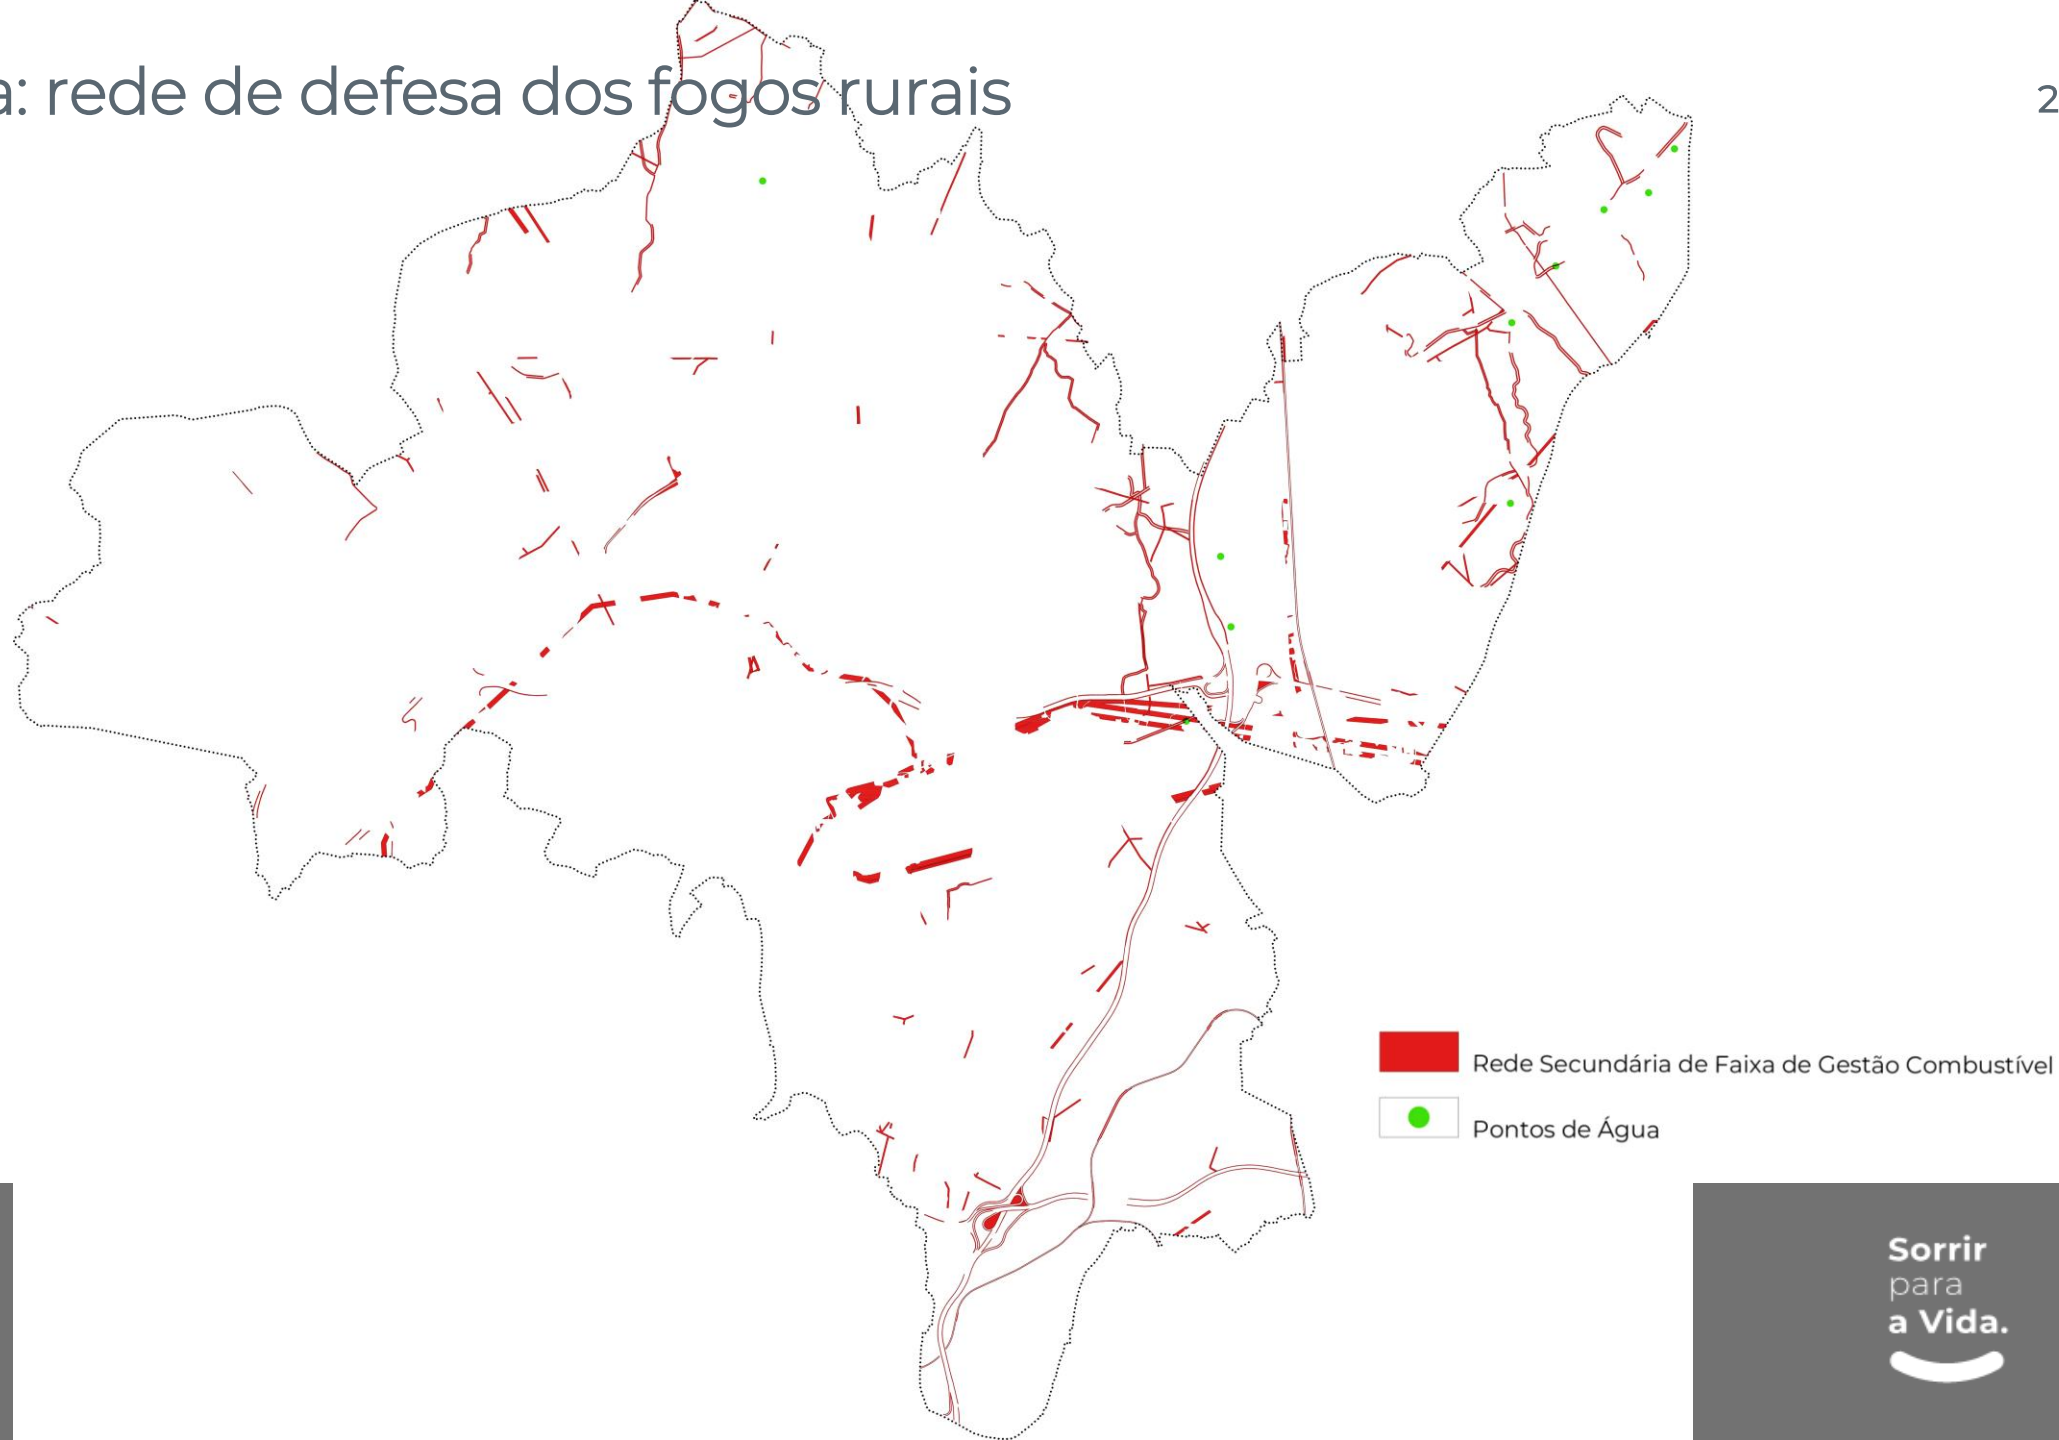 a: rede de defesa dos fogos rurais
2
Rede Secundária de Faixa de Gestão Combustível
Pontos de Água
Sorrir
para
a Vida.